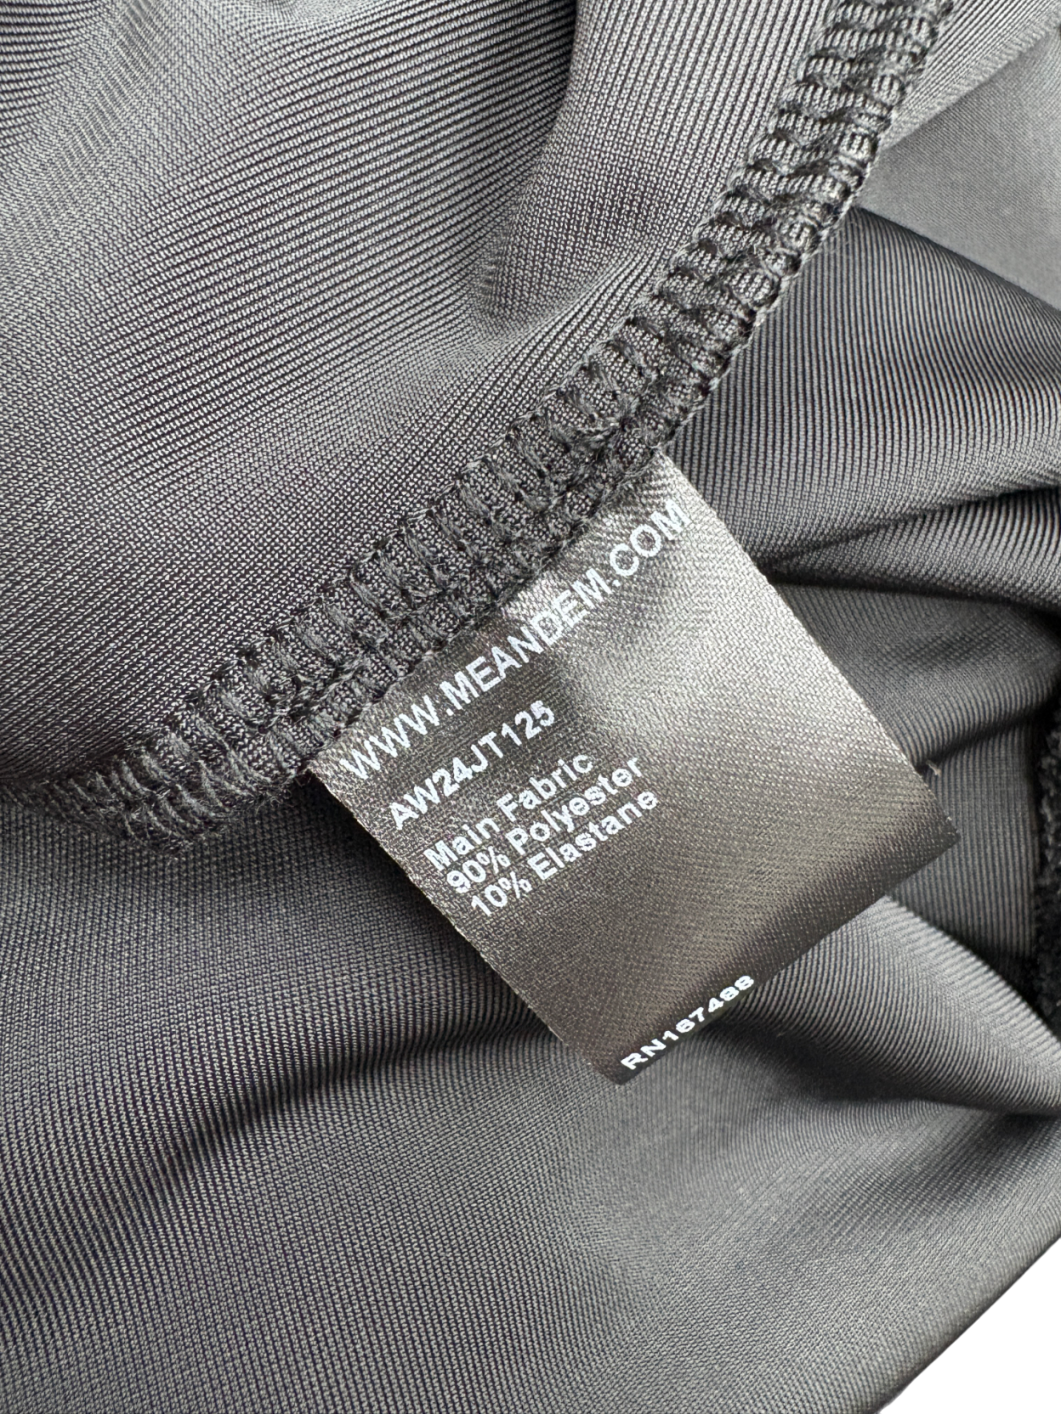 WWW.MEANDEM.COM
AW24JT125
Main Fabric
90% Polyester
10% Elastane
RN167488